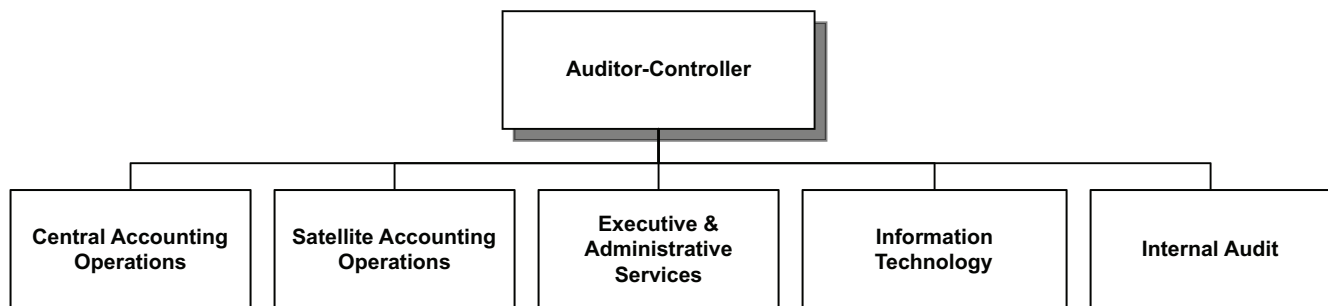 Auditor-Controller
Central Accounting
Operations
Satellite Accounting
Operations
Executive &
Administrative
Services
Information
Technology
Internal Audit